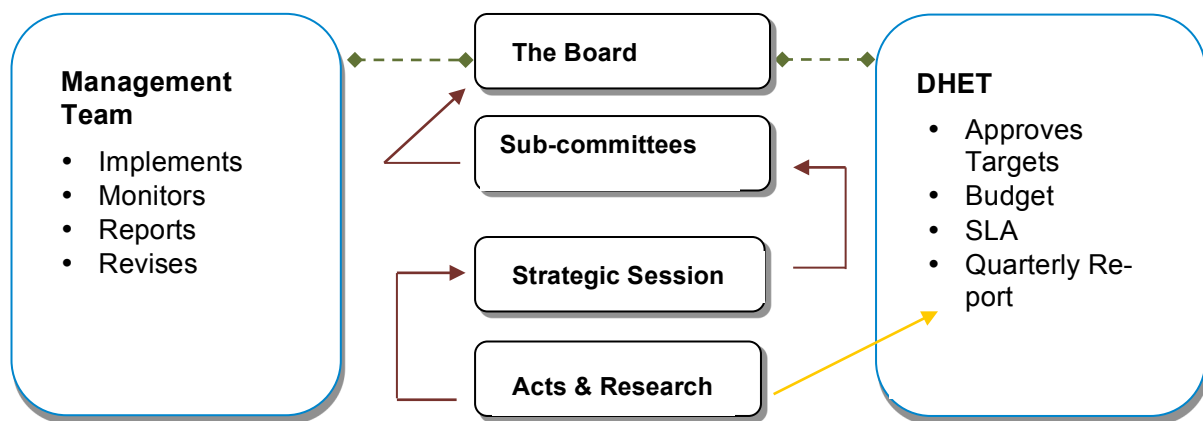 Management
Team
• Implements
• Monitors
• Reports
• Revises
The Board
Sub-committees
Strategic Session
Acts & Research
DHET
• Approves
Targets
• Budget
• SLA
• Quarterly Re-
port